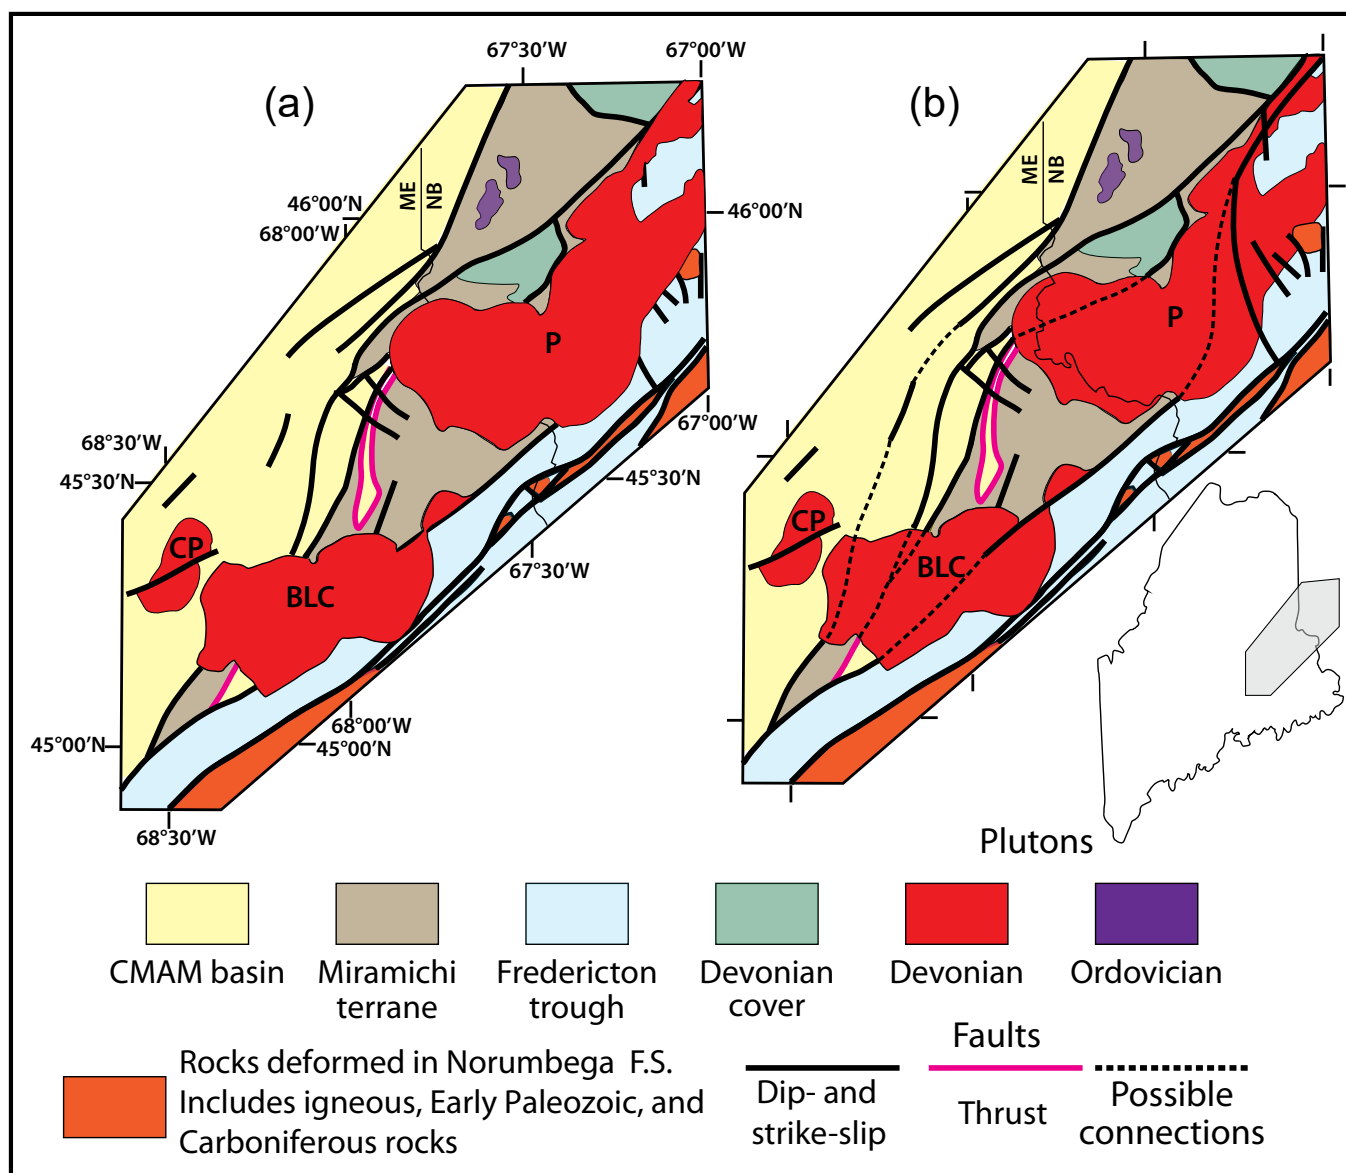 67°30'W
67°00'W
(a)
(b)
ME
NB
ME
NB
46°00'N
68°00'W
46°00'N
P
P
68°30'W
45°30'N
67°00'W
45°30'N
CP
BLC
67°30'W
CP
BLC
68°00'W
45°00'N
45°00'N
68°30'W
Plutons
CMAM basin
Miramichi
terrane
Fredericton
trough
Devonian
cover
Devonian
Ordovician
Rocks deformed in Norumbega F.S.
Includes igneous, Early Paleozoic, and
Carboniferous rocks
Faults
Dip- and
strike-slip
Thrust
Possible
connections